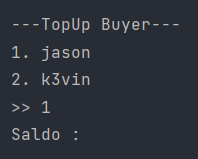 ---TopUp Buyer---
1. jason
2. k3vin
>> 1
Saldo :